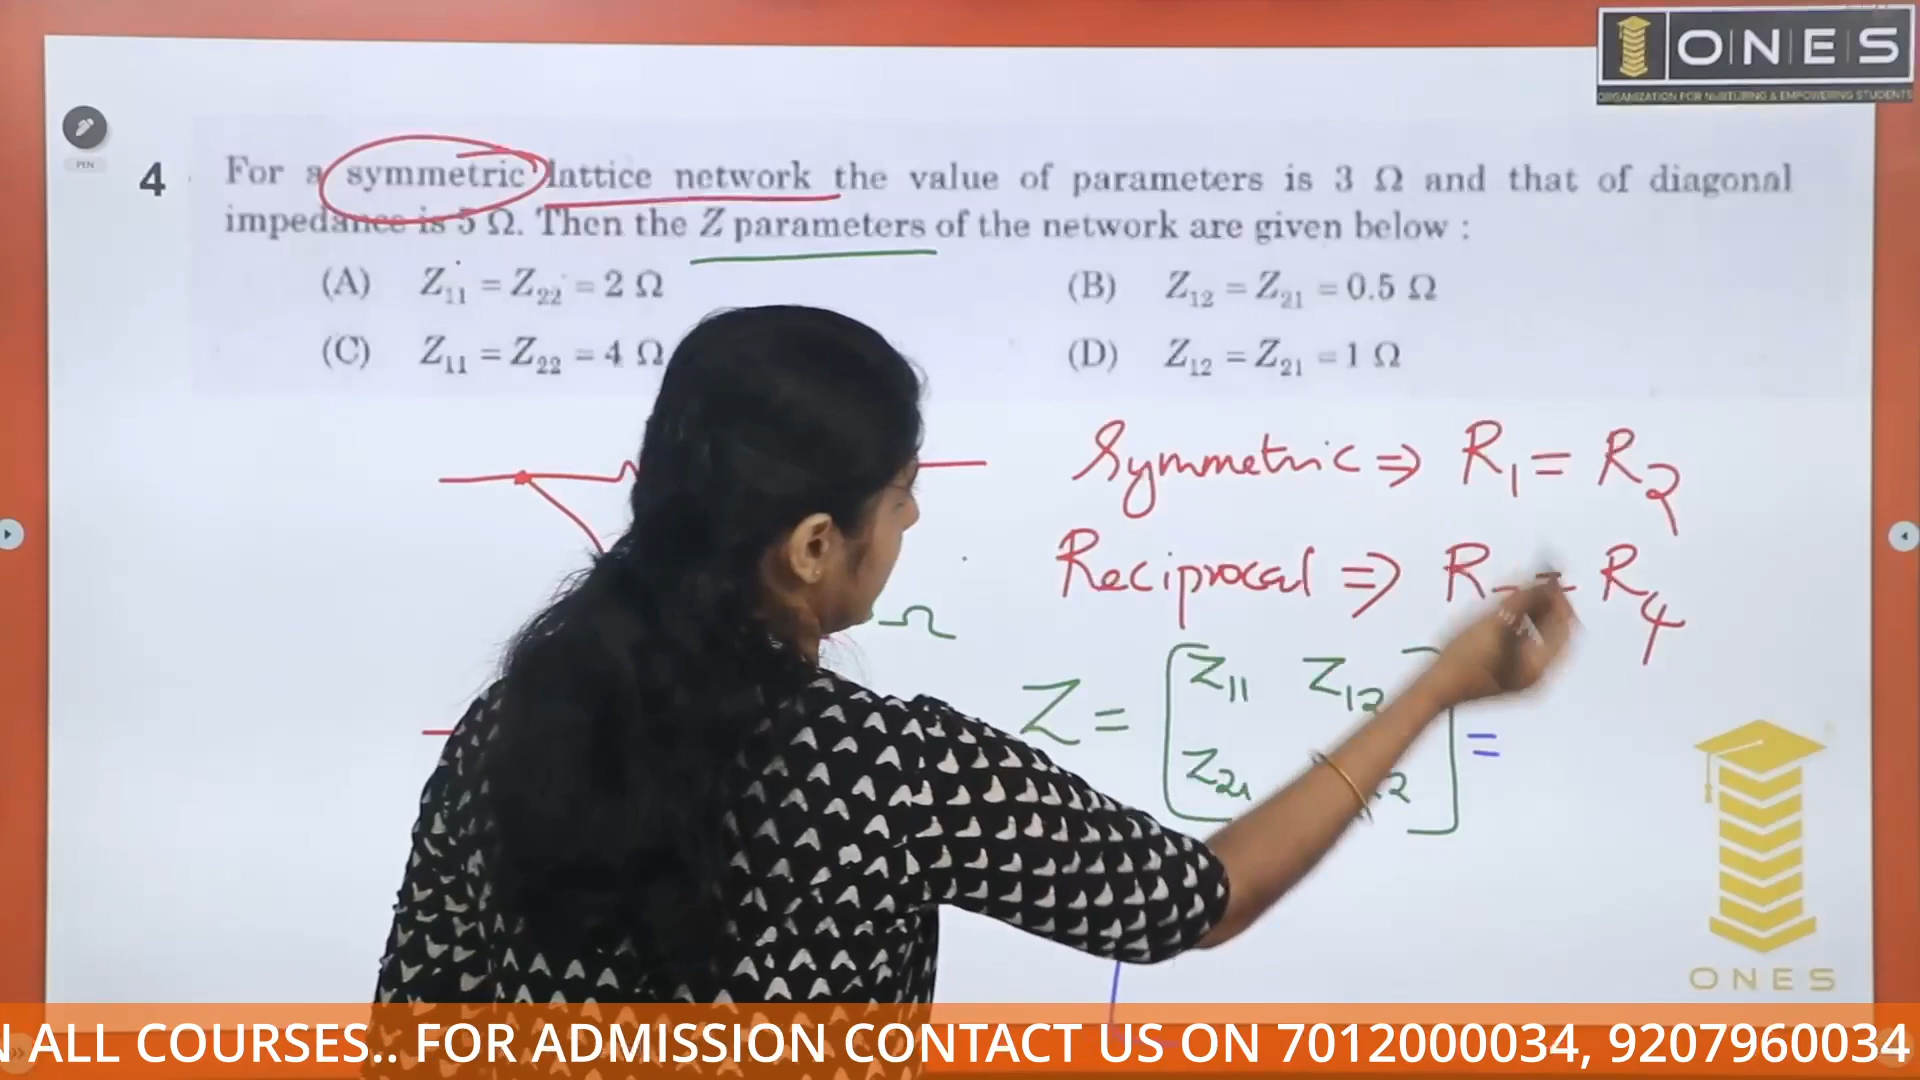 ONES
ORGANIZATION FOR NURTURING & EMPOWERING STUDENTS
PEN
4 For a symmetric lattice network the value of parameters is 3 Ω and that of diagonal
impedance is 5 Ω. Then the Z parameters of the network are given below :
(A) Z11 = Z22 = 2 Ω (B) Z12 = Z21 = 0.5 Ω
(C) Z11 = Z22 = 4 Ω (D) Z12 = Z21 = 1 Ω
Symmetric ⇒ R1 = R2
Reciprocal ⇒ R = R4
Ω
Z = [ Z11 Z12
Z21 2 ] =
ONES
N ALL COURSES.. FOR ADMISSION CONTACT US ON 7012000034, 9207960034